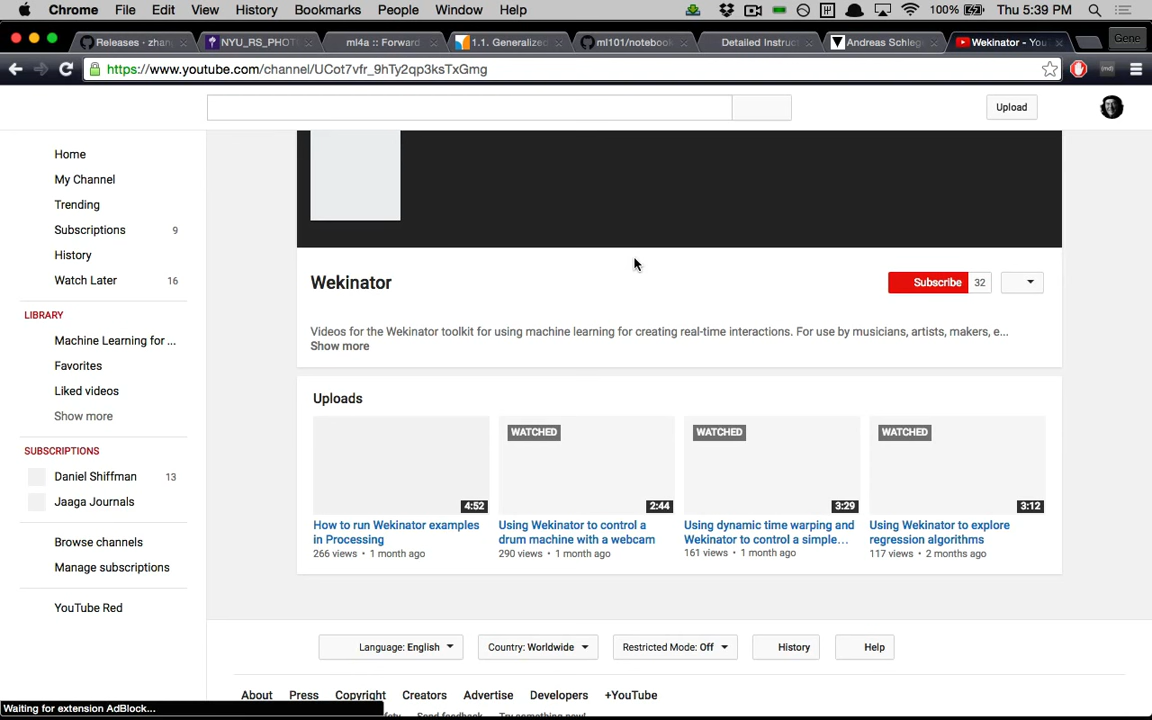 Chrome File Edit View History Bookmarks People Window Help 100% Thu 5:39 PM
Releases · zhan NYU_RS_PHOT ml4a :: Forward 1.1. Generalized ml101/notebook Detailed Instruct Andreas Schleg Wekinator - You Gene
https://www.youtube.com/channel/UCot7vfr_9hTy2qp3ksTxGmg
Upload
Home
My Channel
Trending
Subscriptions 9
History
Watch Later 16
LIBRARY
Machine Learning for ...
Favorites
Liked videos
Show more
SUBSCRIPTIONS
Daniel Shiffman 13
Jaaga Journals
Browse channels
Manage subscriptions
YouTube Red
Wekinator
Subscribe 32
Videos for the Wekinator toolkit for using machine learning for creating real-time interactions. For use by musicians, artists, makers, e...
Show more
Uploads
WATCHED WATCHED WATCHED
4:52 2:44 3:29 3:12
How to run Wekinator examples
in Processing
266 views • 1 month ago
Using Wekinator to control a
drum machine with a webcam
290 views • 1 month ago
Using dynamic time warping and
Wekinator to control a simple...
161 views • 1 month ago
Using Wekinator to explore
regression algorithms
117 views • 2 months ago
Language: English Country: Worldwide Restricted Mode: Off History Help
About Press Copyright Creators Advertise Developers +YouTube
Send feedback Try something new!
Waiting for extension AdBlock...